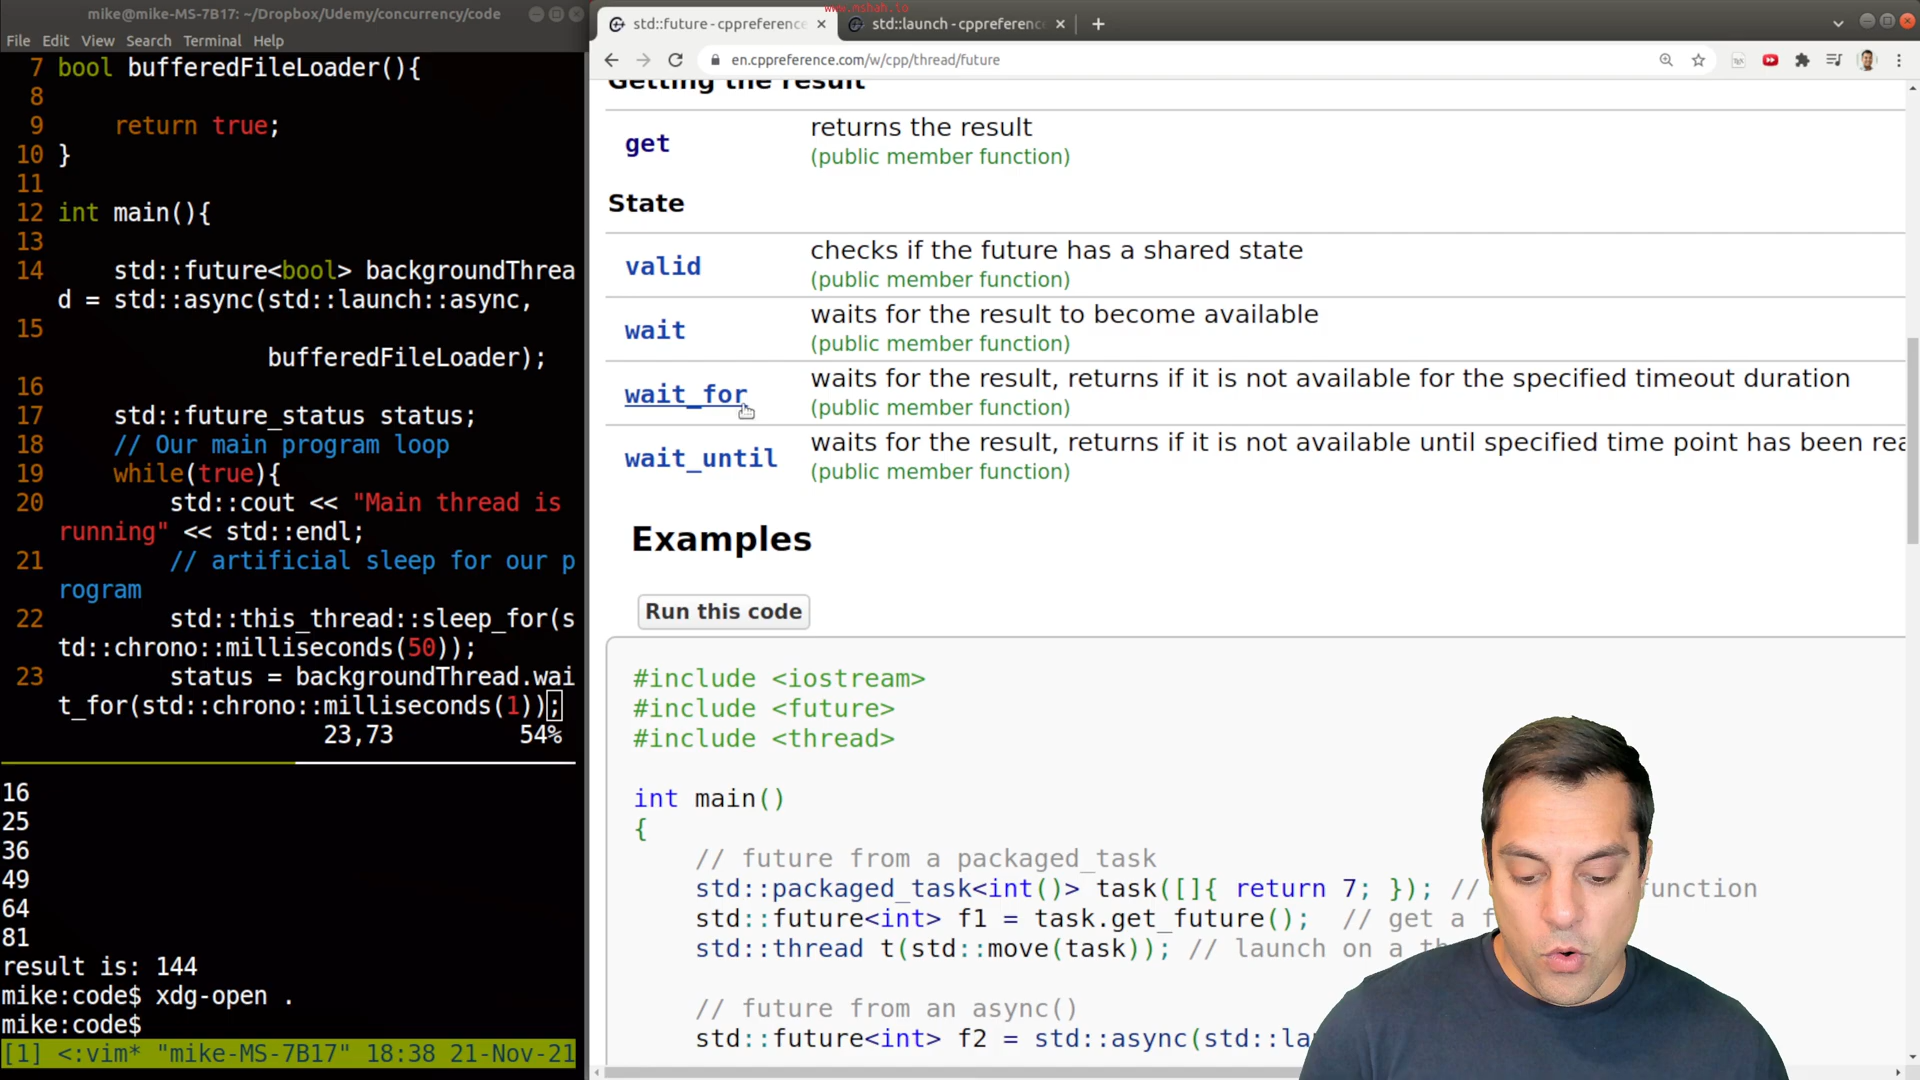 mike@mike-MS-7B17: ~/Dropbox/Udemy/concurrency/code
File Edit View Search Terminal Help
7 bool bufferedFileLoader(){
8
9 return true;
10 }
11
12 int main(){
13
14 std::future<bool> backgroundThrea
d = std::async(std::launch::async,
15
bufferedFileLoader);
16
17 std::future_status status;
18 // Our main program loop
19 while(true){
20 std::cout << "Main thread is
running" << std::endl;
21 // artificial sleep for our p
rogram
22 std::this_thread::sleep_for(s
td::chrono::milliseconds(50));
23 status = backgroundThread.wai
t_for(std::chrono::milliseconds(1));
23,73 54%
16
25
36
49
64
81
result is: 144
mike:code$ xdg-open .
mike:code$
[1] <:vim* "mike-MS-7B17" 18:38 21-Nov-21
www.mshah.io
std::future - cppreference
std::launch - cppreference
en.cppreference.com/w/cpp/thread/future
Getting the result
get returns the result
(public member function)
State
valid checks if the future has a shared state
(public member function)
wait waits for the result to become available
(public member function)
wait_for waits for the result, returns if it is not available for the specified timeout duration
(public member function)
wait_until waits for the result, returns if it is not available until specified time point has been rea
(public member function)
Examples
Run this code
#include <iostream>
#include <future>
#include <thread>
int main()
{
// future from a packaged_task
std::packaged_task<int()> task([]{ return 7; }); // function
std::future<int> f1 = task.get_future(); // get a f
std::thread t(std::move(task)); // launch on a th
// future from an async()
std::future<int> f2 = std::async(std::la